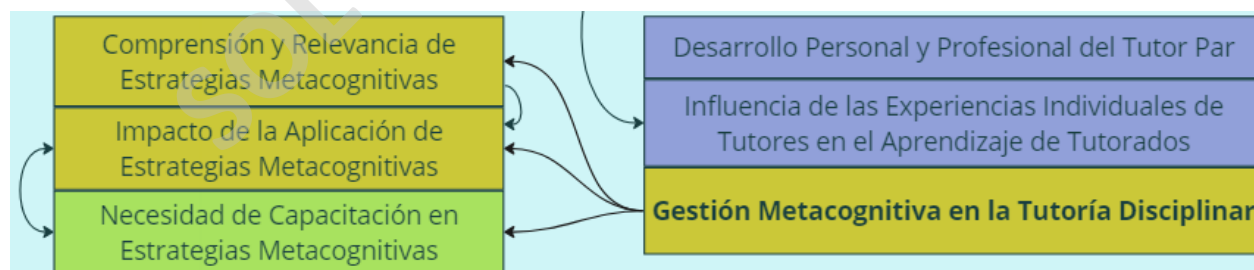 Comprensión y Relevancia de
Estrategias Metacognitivas
Impacto de la Aplicación de
Estrategias Metacognitivas
Necesidad de Capacitación en
Estrategias Metacognitivas
Desarrollo Personal y Profesional del Tutor Par
Influencia de las Experiencias Individuales de
Tutores en el Aprendizaje de Tutorados
Gestión Metacognitiva en la Tutoría Disciplinar